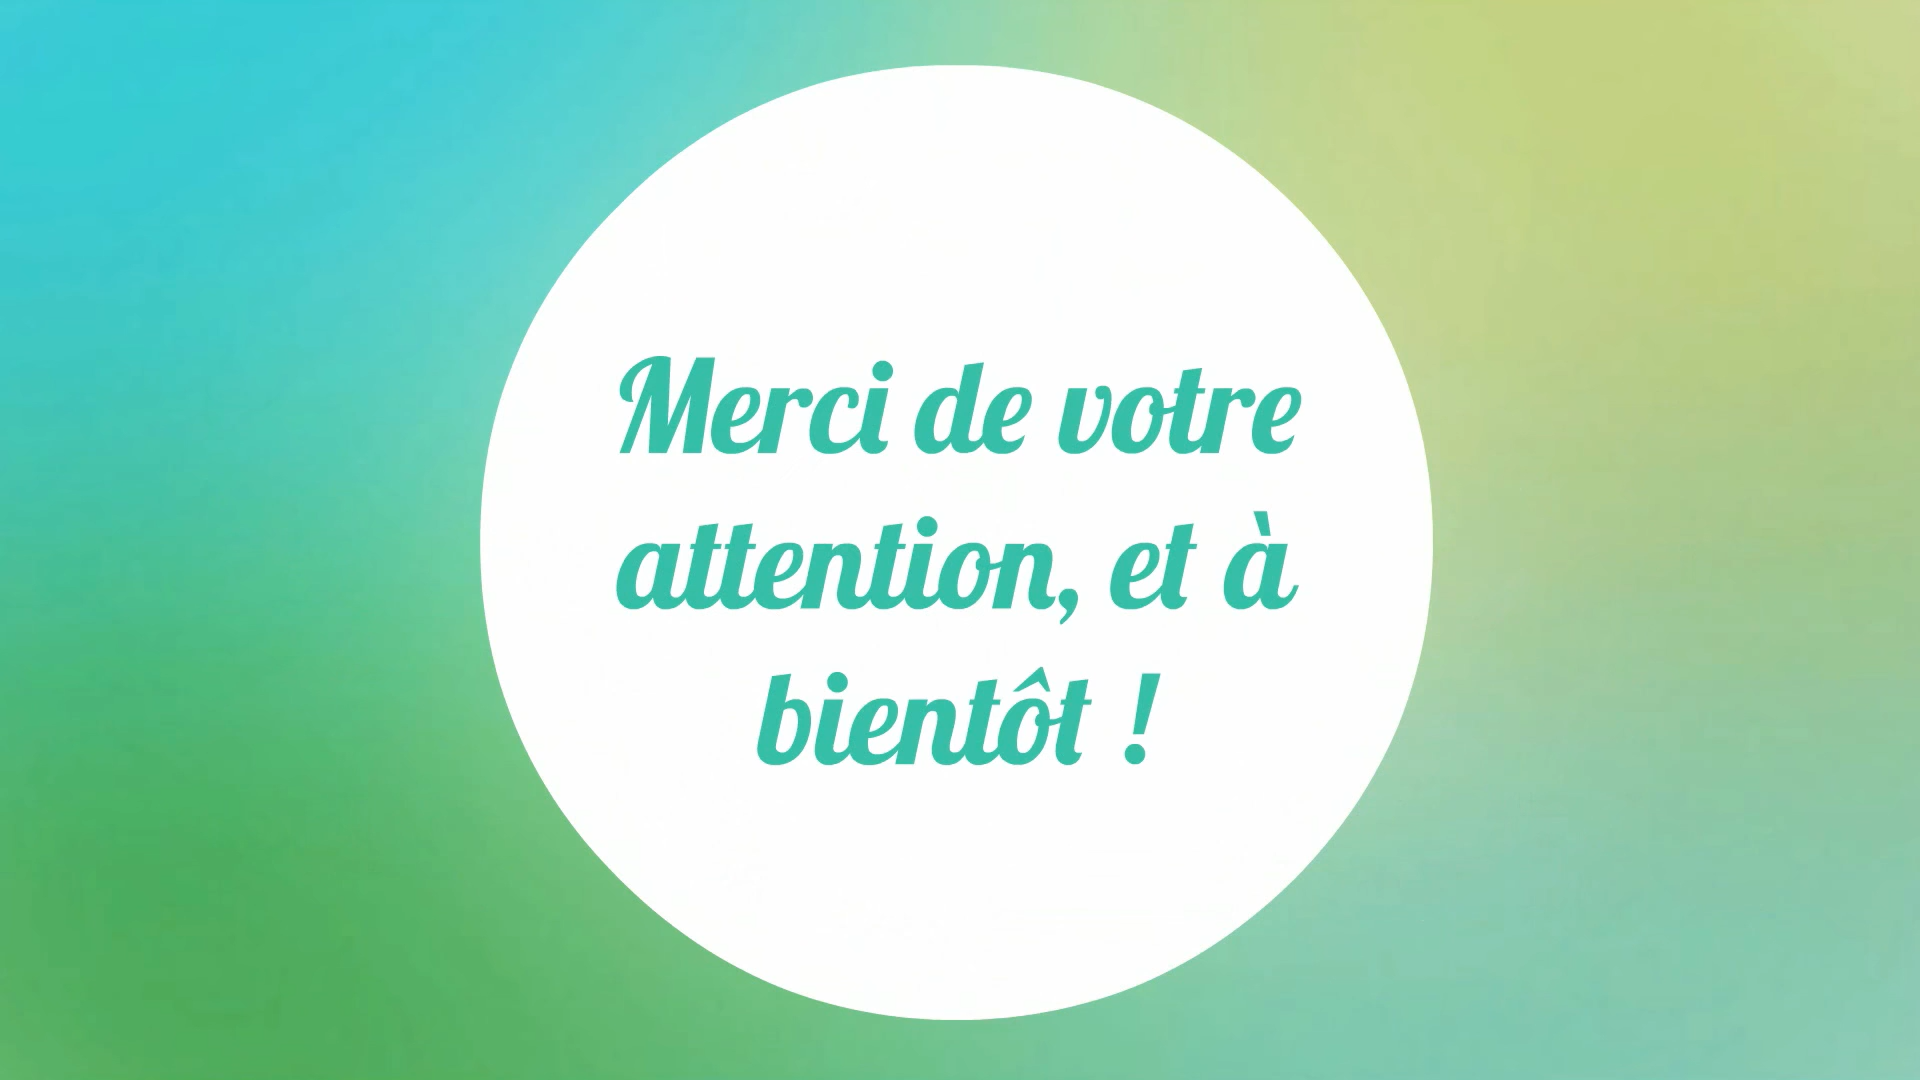 Merci de votre
attention, et à
bientôt !